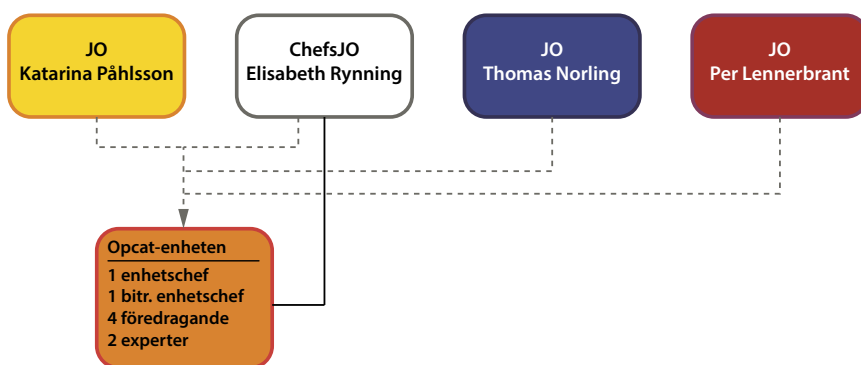 JO
Katarina Påhlsson
ChefsJO
Elisabeth Rynning
JO
Thomas Norling
JO
Per Lennerbrant
Opcat-enheten
1 enhetschef
1 bitr. enhetschef
4 föredragande
2 experter